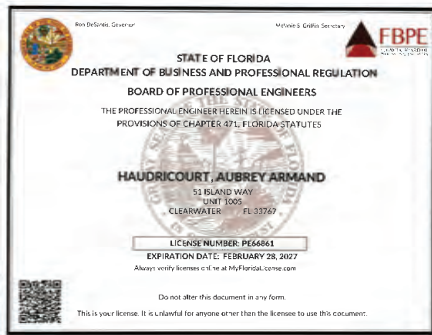 Ron DeSantis, Governor
Melanie S. Griffin, Secretary
FBPE
STATE OF FLORIDA
DEPARTMENT OF BUSINESS AND PROFESSIONAL REGULATION
BOARD OF PROFESSIONAL ENGINEERS
THE PROFESSIONAL ENGINEER HEREIN IS LICENSED UNDER THE
PROVISIONS OF CHAPTER 471, FLORIDA STATUTES
HAUDRICOURT, AUBREY ARMAND
51 ISLAND WAY
UNIT 1005
CLEARWATER FL 33767
LICENSE NUMBER: PE66861
EXPIRATION DATE: FEBRUARY 28, 2027
Always verify licenses online at MyFloridaLicense.com
Do not alter this document in any form.
This is your license. It is unlawful for anyone other than the licensee to use this document.